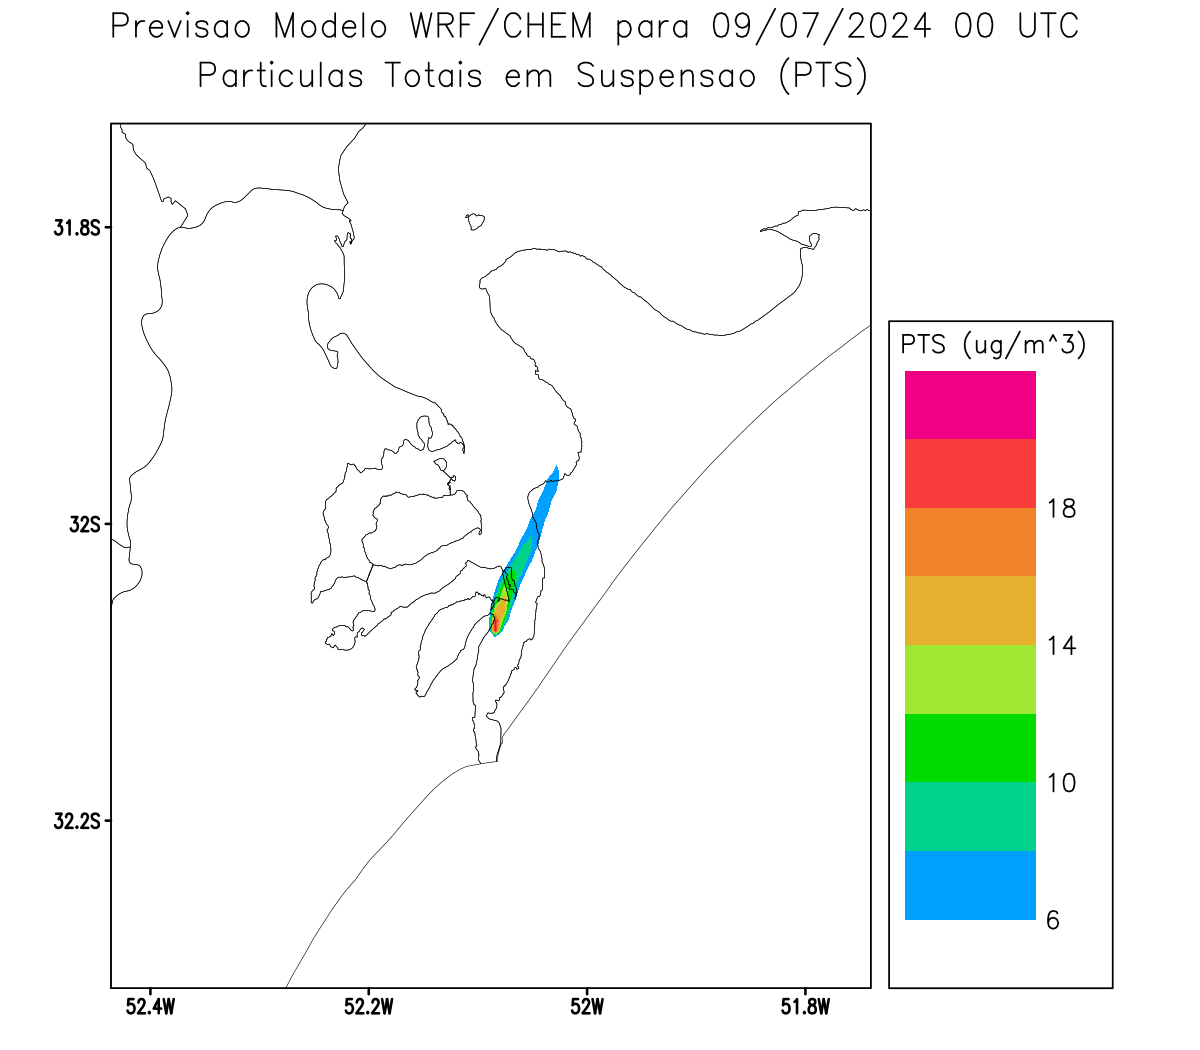 Previsao Modelo WRF/CHEM para 09/07/2024 00 UTC
Particulas Totais em Suspensao (PTS)
31.8S
32S
32.2S
52.4W
52.2W
52W
51.8W
PTS (ug/m^3)
18
14
10
6